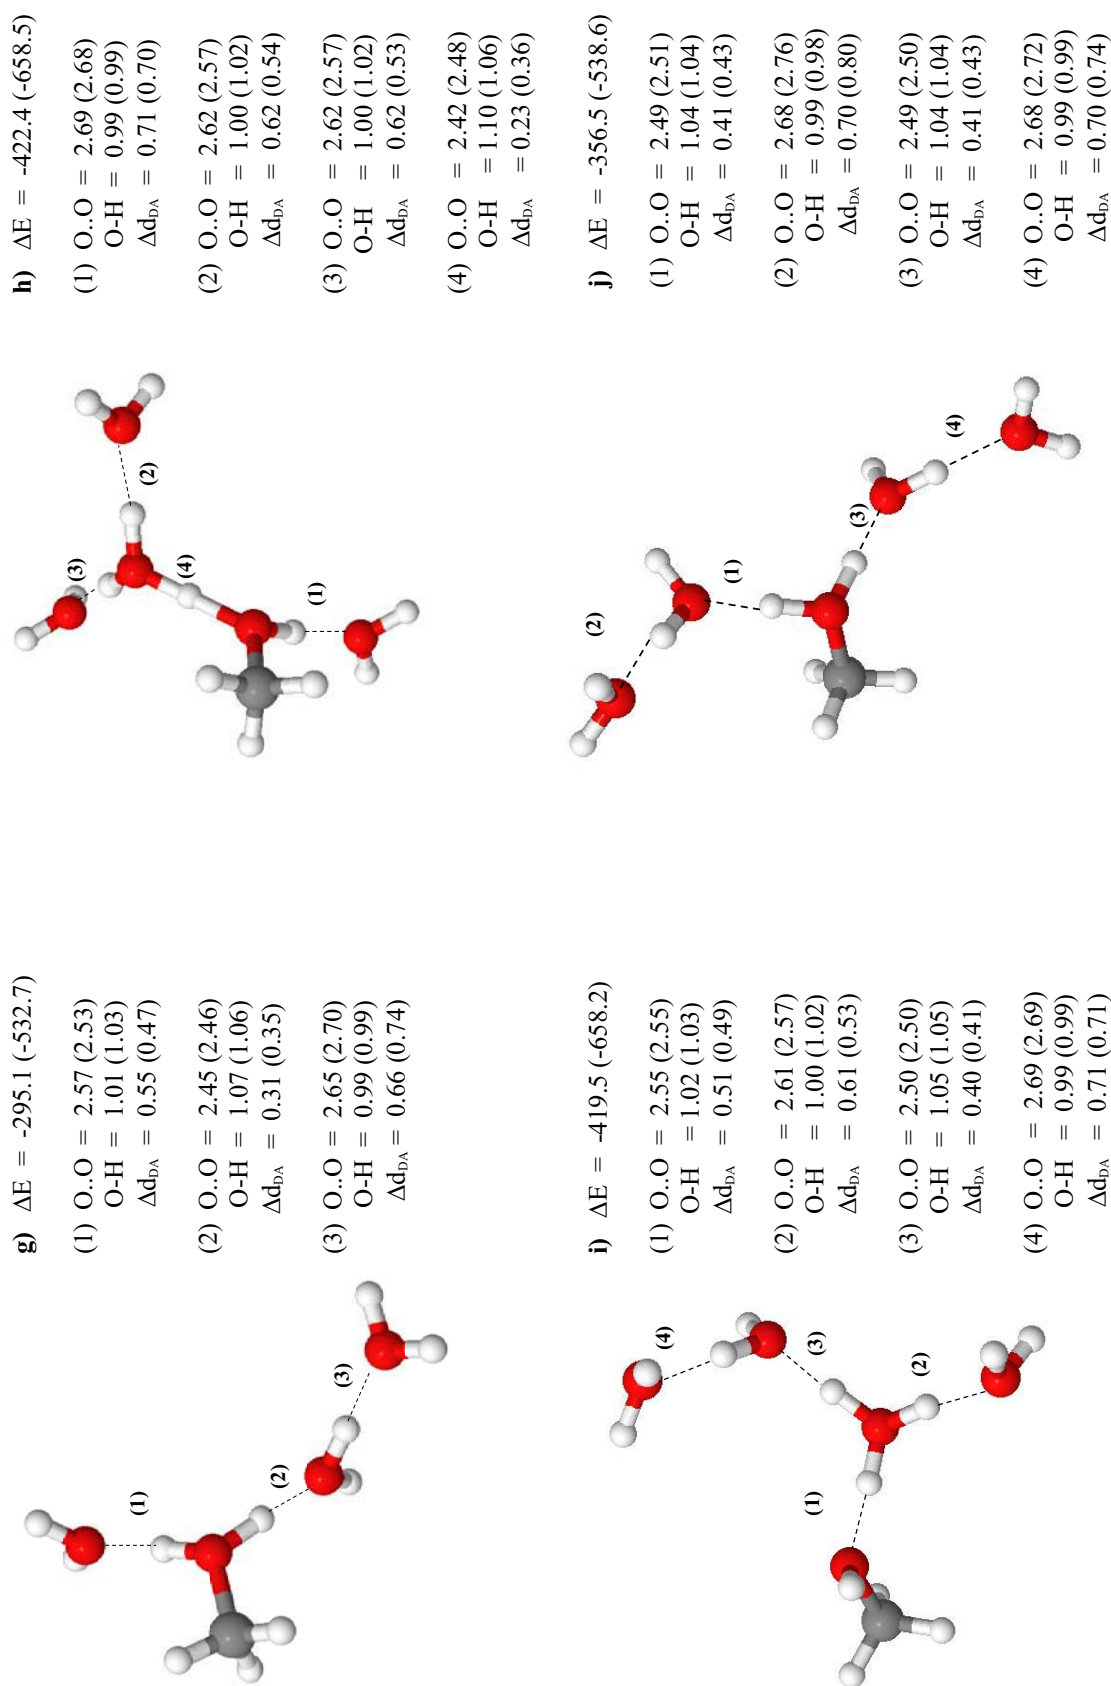 g) ΔE = -295.1 (-532.7)
(1) O..O = 2.57 (2.53)
O-H = 1.01 (1.03)
Δd_DA = 0.55 (0.47)
(2) O..O = 2.45 (2.46)
O-H = 1.07 (1.06)
Δd_DA = 0.31 (0.35)
(3) O..O = 2.65 (2.70)
O-H = 0.99 (0.99)
Δd_DA = 0.66 (0.74)
(1)
(2)
(3)
h) ΔE = -422.4 (-658.5)
(1) O..O = 2.69 (2.68)
O-H = 0.99 (0.99)
Δd_DA = 0.71 (0.70)
(2) O..O = 2.62 (2.57)
O-H = 1.00 (1.02)
Δd_DA = 0.62 (0.54)
(3) O..O = 2.62 (2.57)
O-H = 1.00 (1.02)
Δd_DA = 0.62 (0.53)
(4) O..O = 2.42 (2.48)
O-H = 1.10 (1.06)
Δd_DA = 0.23 (0.36)
(3)
(2)
(4)
(1)
i) ΔE = -419.5 (-658.2)
(1) O..O = 2.55 (2.55)
O-H = 1.02 (1.03)
Δd_DA = 0.51 (0.49)
(2) O..O = 2.61 (2.57)
O-H = 1.00 (1.02)
Δd_DA = 0.61 (0.53)
(3) O..O = 2.50 (2.50)
O-H = 1.05 (1.05)
Δd_DA = 0.40 (0.41)
(4) O..O = 2.69 (2.69)
O-H = 0.99 (0.99)
Δd_DA = 0.71 (0.71)
(4)
(3)
(1)
(2)
j) ΔE = -356.5 (-538.6)
(1) O..O = 2.49 (2.51)
O-H = 1.04 (1.04)
Δd_DA = 0.41 (0.43)
(2) O..O = 2.68 (2.76)
O-H = 0.99 (0.98)
Δd_DA = 0.70 (0.80)
(3) O..O = 2.49 (2.50)
O-H = 1.04 (1.04)
Δd_DA = 0.41 (0.43)
(4) O..O = 2.68 (2.72)
O-H = 0.99 (0.99)
Δd_DA = 0.70 (0.74)
(2)
(1)
(3)
(4)